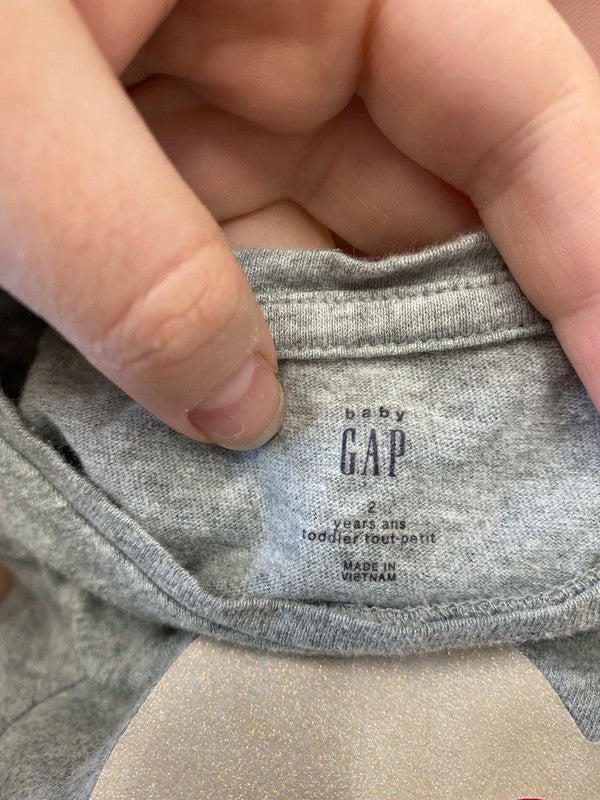 baby
GAP
2
years ans
toddler tout-petit
MADE IN
VIETNAM